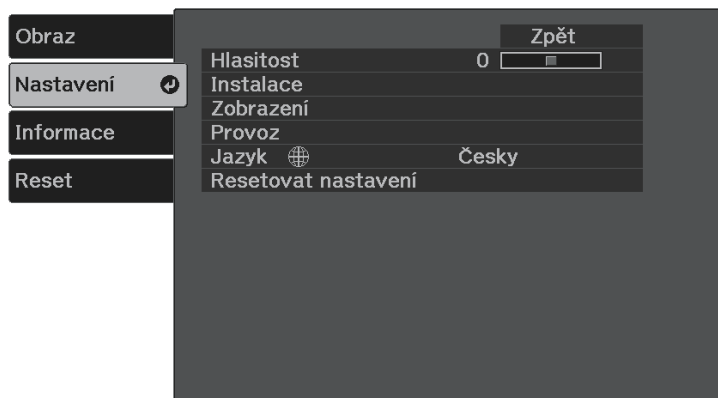 Obraz
Nastavení
Informace
Reset
Zpět
Hlasitost 0
Instalace
Zobrazení
Provoz
Jazyk Česky
Resetovat nastavení